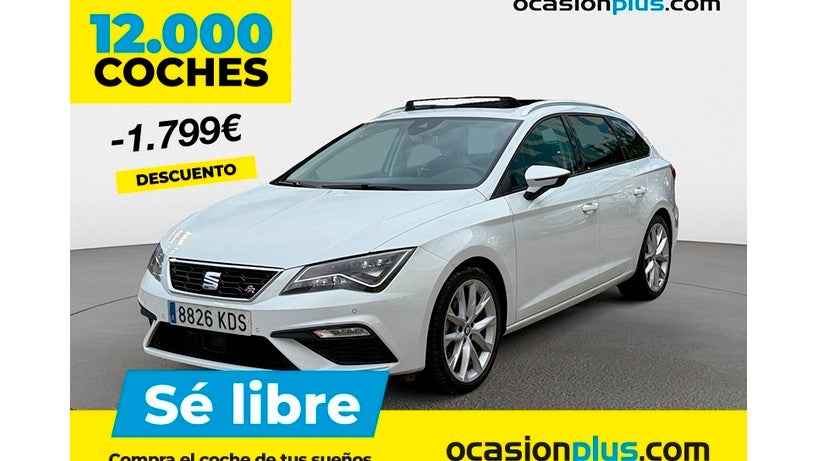 12.000
COCHES
ocasionplus.com
-1.799€
DESCUENTO
FR
8826 KDS
Sé libre
Compra el coche de tus sueños
ocasionplus.com